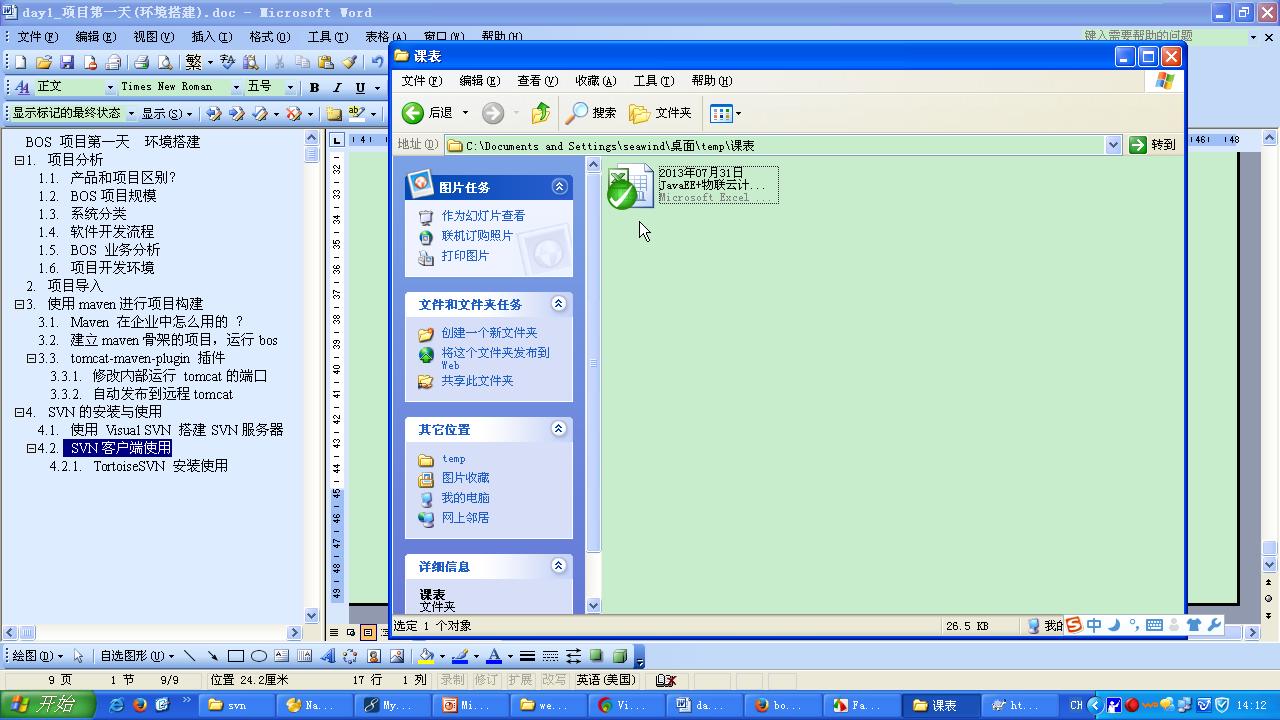 day1_项目第一天(环境搭建).doc - Microsoft Word
文件(F) 编辑(E) 视图(V) 插入(I) 格式(O) 工具(T) 表格(A) 窗口(W) 帮助(H) 键入需要帮助的问题
正文 Times New Roman 五号 B I U
显示标记的最终状态 显示(S)
BOS 项目第一天 环境搭建
1. 项目分析
1.1. 产品和项目区别?
1.2. BOS 项目规模
1.3. 系统分类
1.4. 软件开发流程
1.5. BOS 业务分析
1.6. 项目开发环境
2. 项目导入
3. 使用 maven 进行项目构建
3.1. Maven 在企业中怎么用的 ?
3.2. 建立 maven 骨架的项目，运行 bos
3.3. tomcat-maven-plugin 插件
3.3.1. 修改内部运行 tomcat 的端口
3.3.2. 自动发布到远程 tomcat
4. SVN 的安装与使用
4.1. 使用 Visual SVN 搭建 SVN 服务器
4.2. SVN 客户端使用
4.2.1. TortoiseSVN 安装使用
课表
文件(F) 编辑(E) 查看(V) 收藏(A) 工具(T) 帮助(H)
后退 搜索 文件夹
地址(D) C:\Documents and Settings\seawind\桌面\temp\课表 转到
图片任务
作为幻灯片查看
联机订购照片
打印图片
文件和文件夹任务
创建一个新文件夹
将这个文件夹发布到
Web
共享此文件夹
其它位置
temp
图片收藏
我的电脑
网上邻居
详细信息
课表
文件夹
2013年07月31日
JavaEE+物联云计...
Microsoft Excel ...
选定 1 个对象 26.5 KB 我的
中
绘图(D) 自选图形(U)
9 页 1 节 9/9 位置 24.2厘米 17 行 1 列 录制 修订 扩展 改写 英语(美国)
开始 svn Na... My... Mi... we... Vi... da... bo... Fa... 课表 ht... CH 14:12